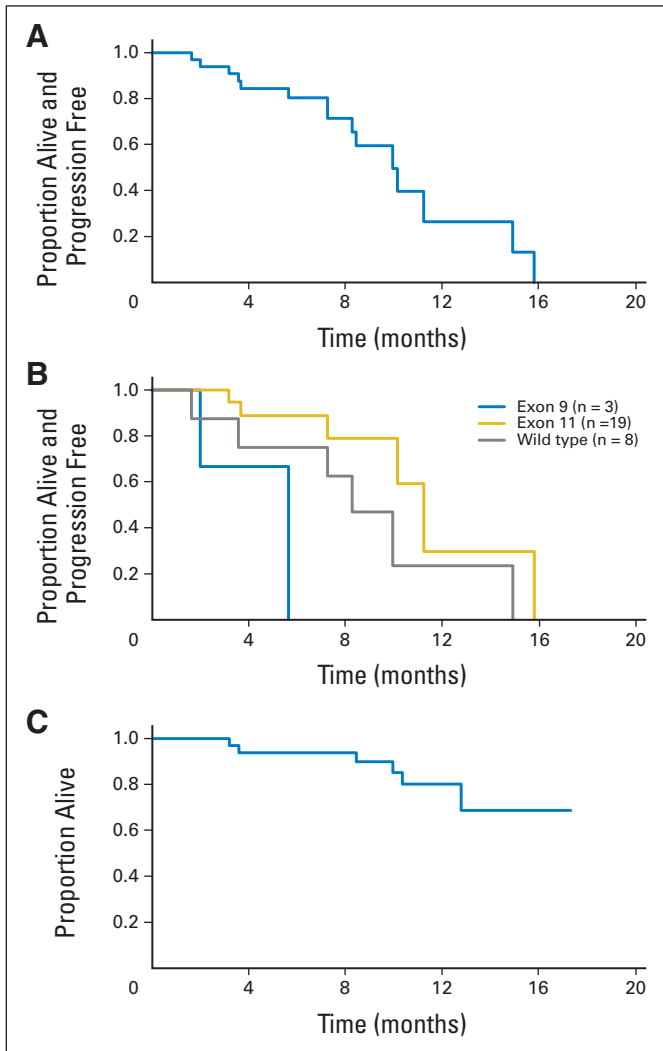 A
Proportion Alive and
Progression Free
1.0
0.8
0.6
0.4
0.2
0 4 8 12 16 20
Time (months)
B
Proportion Alive and
Progression Free
1.0
0.8
0.6
0.4
0.2
Exon 9 (n = 3)
Exon 11 (n =19)
Wild type (n = 8)
0 4 8 12 16 20
Time (months)
C
Proportion Alive
1.0
0.8
0.6
0.4
0.2
0 4 8 12 16 20
Time (months)